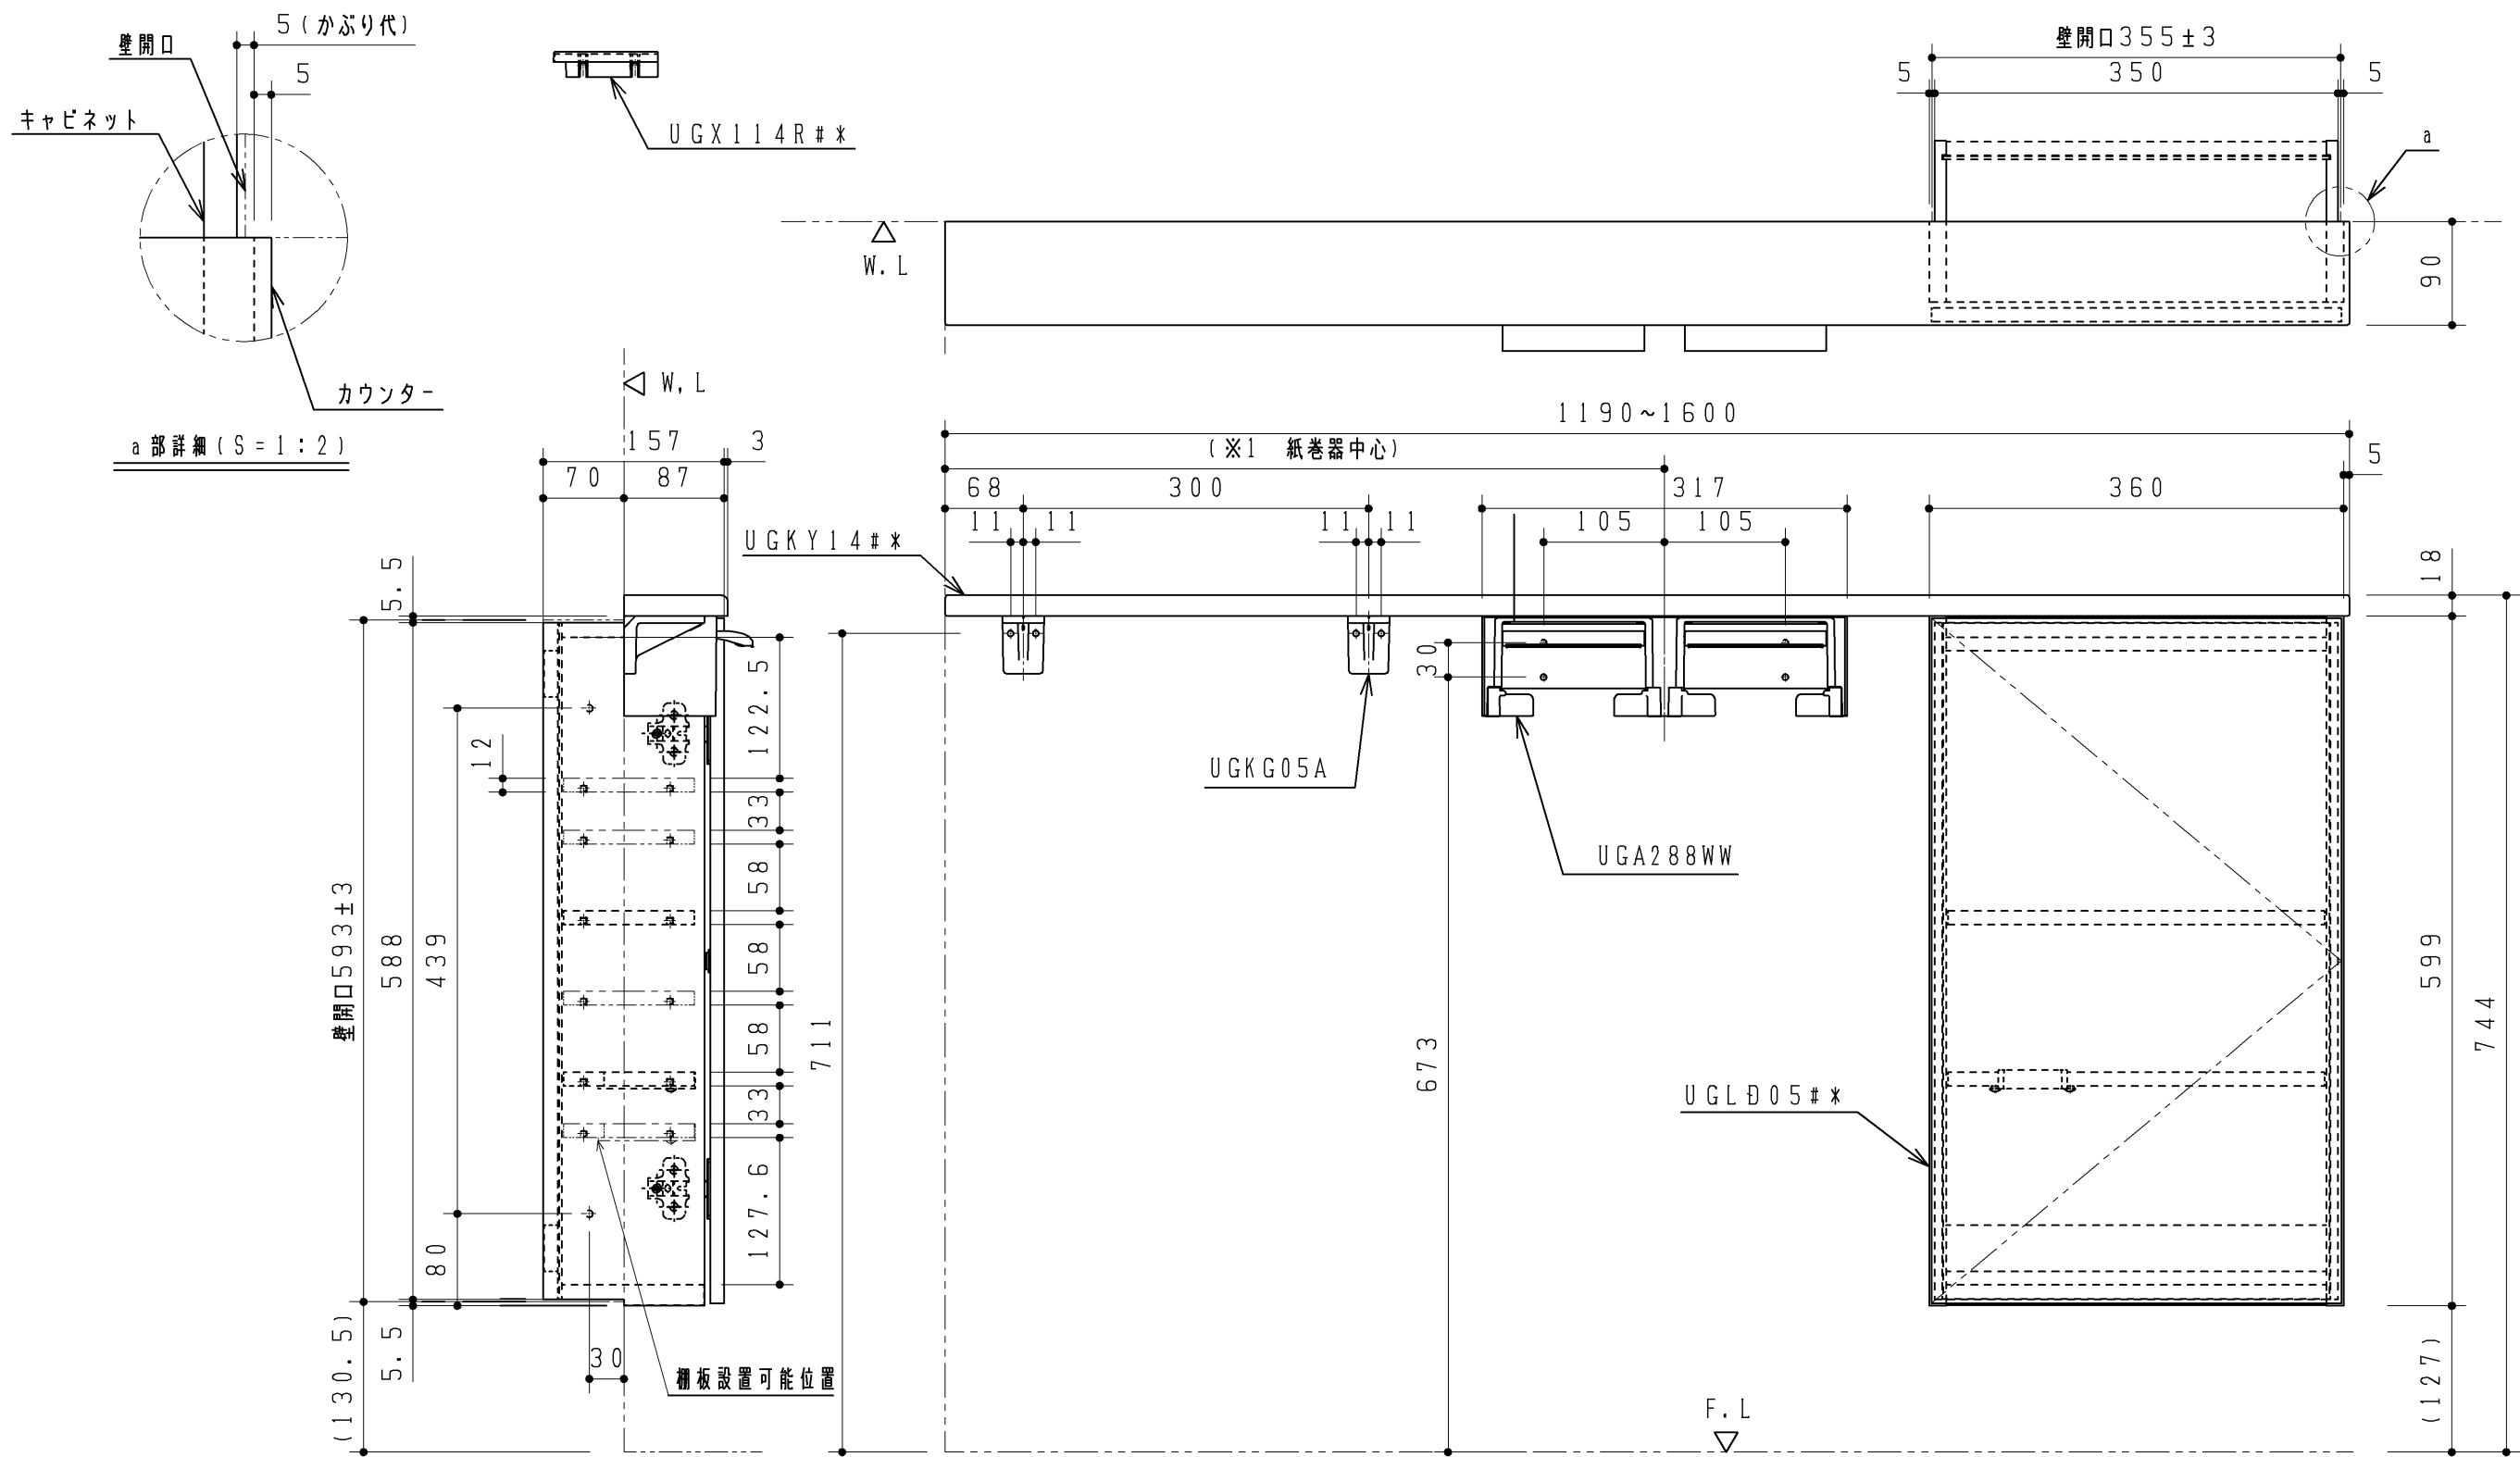 5(かぶり代)
壁開口
5
キャビネット
カウンター
a部詳細(S=1:2)
UGX114R#*
壁開口355±3
5
350
5
a
W.L
90
W.L
1190~1600
(※1 紙巻器中心)
157
3
70
87
68
300
317
360
5
11
11
11
11
105
105
UGKY14#*
18
5.5
30
122.5
12
33
58
58
58
33
127.6
UGKG05A
UGA288WW
壁開口593±3
588
439
711
673
599
744
UGLD05#*
80
(130.5)
5.5
30
棚板設置可能位置
F.L
(127)